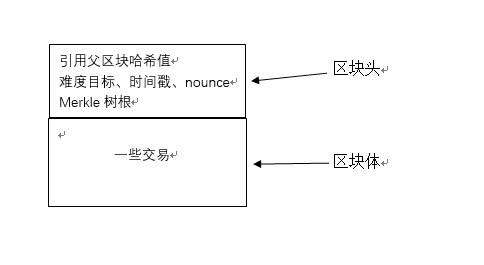 引用父区块哈希值
难度目标、时间戳、nounce
Merkle 树根
区块头
一些交易
区块体